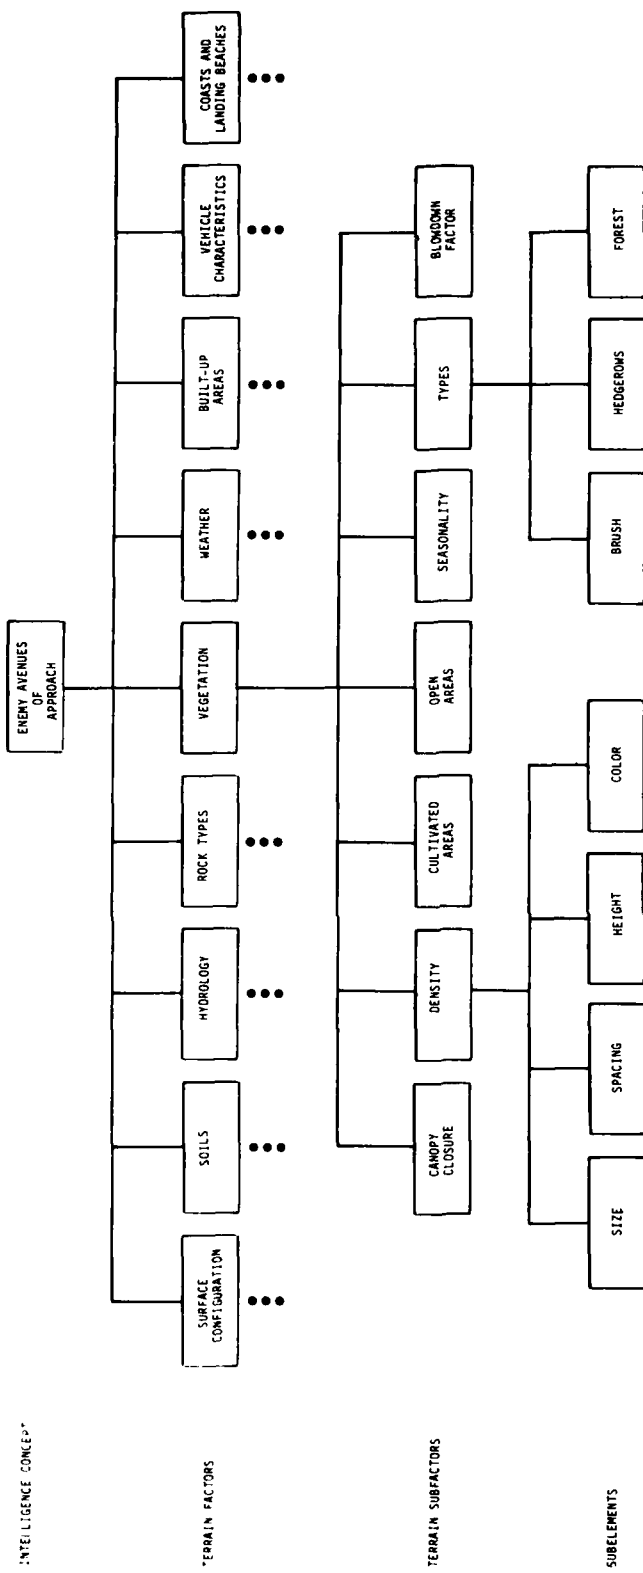 INTELLIGENCE CONCEPT
ENEMY AVENUES
OF
APPROACH
TERRAIN FACTORS
SURFACE
CONFIGURATION
SOILS
HYDROLOGY
ROCK TYPES
VEGETATION
WEATHER
BUILT-UP
AREAS
VEHICLE
CHARACTERISTICS
COASTS AND
LANDING BEACHES
TERRAIN SUBFACTORS
CANOPY
CLOSURE
DENSITY
CULTIVATED
AREAS
OPEN
AREAS
SEASONALITY
TYPES
BLOWDOWN
FACTOR
SUBELEMENTS
SIZE
SPACING
HEIGHT
COLOR
BRUSH
HEDGEROWS
FOREST